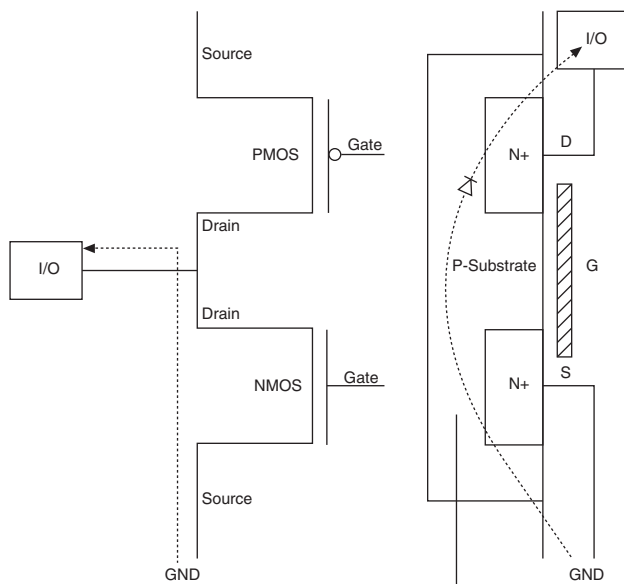 Source
PMOS
Gate
Drain
I/O
Drain
NMOS
Gate
Source
GND
I/O
N+
D
P-Substrate
G
N+
S
GND